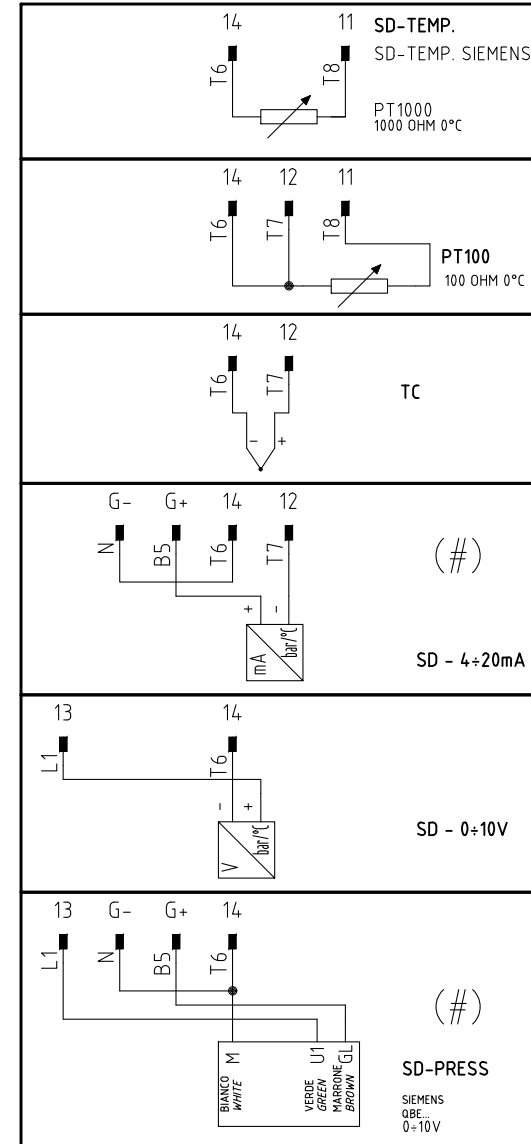 14 11 SD-TEMP.
SD-TEMP. SIEMENS
T6 T8
PT1000
1000 OHM 0°C
14 12 11
T6 T7 T8
PT100
100 OHM 0°C
14 12
T6 T7
TC
- +
G- G+ 14 12
N B5 T6 T7
(#)
+ -
mA bar/°C
SD - 4÷20mA
13 14
L1 T6
- +
V bar/°C
SD - 0÷10V
13 G- G+ 14
L1 N B5 T6
(#)
M U1 GL
BIANCO VERDE MARRONE
WHITE GREEN BROWN
SD-PRESS
SIEMENS
QBE...
0÷10V